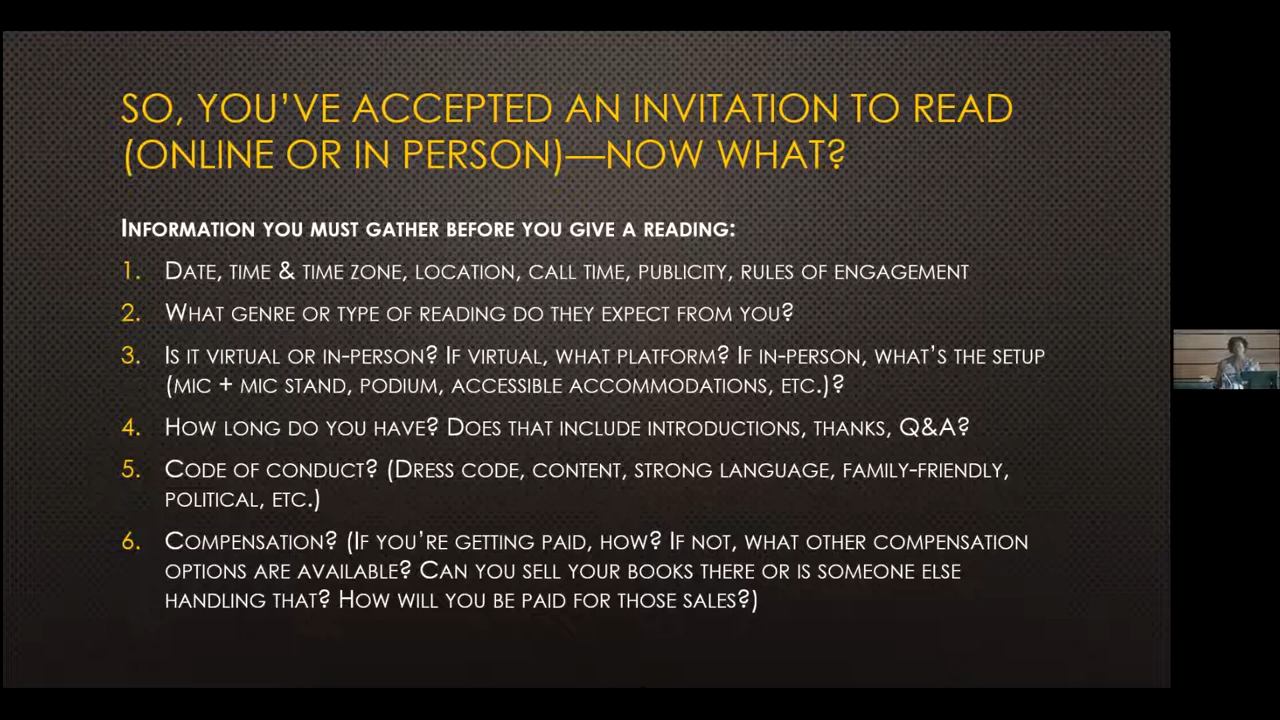 SO, YOU'VE ACCEPTED AN INVITATION TO READ
(ONLINE OR IN PERSON)—NOW WHAT?
INFORMATION YOU MUST GATHER BEFORE YOU GIVE A READING:
1. DATE, TIME & TIME ZONE, LOCATION, CALL TIME, PUBLICITY, RULES OF ENGAGEMENT
2. WHAT GENRE OR TYPE OF READING DO THEY EXPECT FROM YOU?
3. IS IT VIRTUAL OR IN-PERSON? IF VIRTUAL, WHAT PLATFORM? IF IN-PERSON, WHAT'S THE SETUP
(MIC + MIC STAND, PODIUM, ACCESSIBLE ACCOMMODATIONS, ETC.)?
4. HOW LONG DO YOU HAVE? DOES THAT INCLUDE INTRODUCTIONS, THANKS, Q&A?
5. CODE OF CONDUCT? (DRESS CODE, CONTENT, STRONG LANGUAGE, FAMILY-FRIENDLY,
POLITICAL, ETC.)
6. COMPENSATION? (IF YOU'RE GETTING PAID, HOW? IF NOT, WHAT OTHER COMPENSATION
OPTIONS ARE AVAILABLE? CAN YOU SELL YOUR BOOKS THERE OR IS SOMEONE ELSE
HANDLING THAT? HOW WILL YOU BE PAID FOR THOSE SALES?)